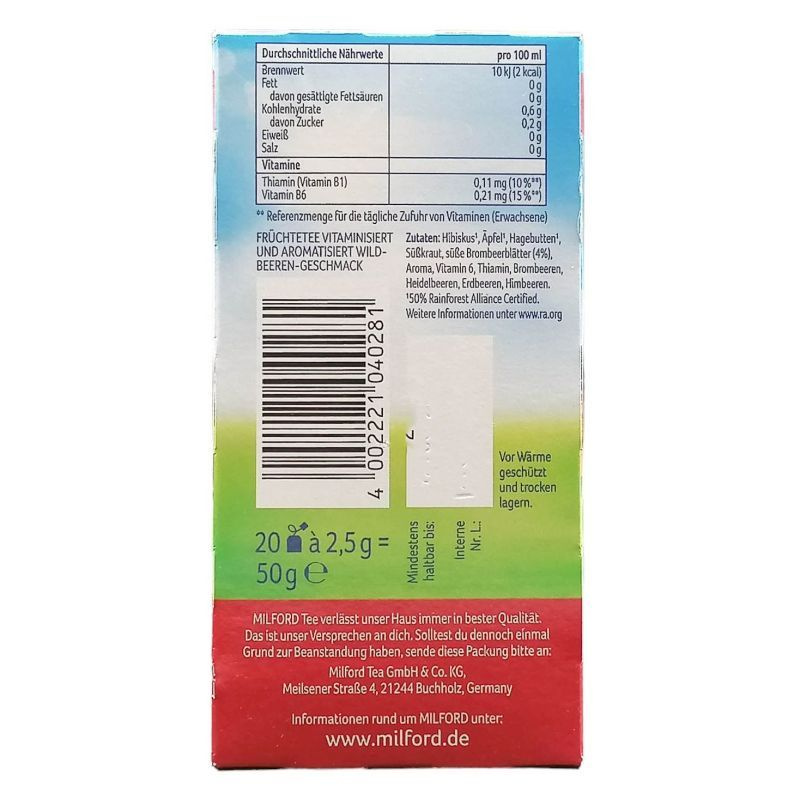 Durchschnittliche Nährwerte pro 100 ml
Brennwert 10 kJ (2 kcal)
Fett 0 g
davon gesättigte Fettsäuren 0 g
Kohlenhydrate 0,6 g
davon Zucker 0,2 g
Eiweiß 0 g
Salz 0 g
Vitamine
Thiamin (Vitamin B1) 0,11 mg (10 %**)
Vitamin B6 0,21 mg (15 %**)
** Referenzmenge für die tägliche Zufuhr von Vitaminen (Erwachsene)
FRÜCHTETEE VITAMINISIERT
UND AROMATISIERT WILD-
BEEREN-GESCHMACK
Zutaten: Hibiskus¹, Äpfel¹, Hagebutten¹,
Süßkraut, süße Brombeerblätter (4%),
Aroma, Vitamin 6, Thiamin, Brombeeren,
Heidelbeeren, Erdbeeren, Himbeeren.
¹50% Rainforest Alliance Certified.
Weitere Informationen unter www.ra.org
4 002221 040281
Vor Wärme
geschützt
und trocken
lagern.
Mindestens
haltbar bis:
Interne
Nr. L.:
20 à 2,5 g =
50 g ℮
MILFORD Tee verlässt unser Haus immer in bester Qualität.
Das ist unser Versprechen an dich. Solltest du dennoch einmal
Grund zur Beanstandung haben, sende diese Packung bitte an:
Milford Tea GmbH & Co. KG,
Meilsener Straße 4, 21244 Buchholz, Germany
Informationen rund um MILFORD unter:
www.milford.de